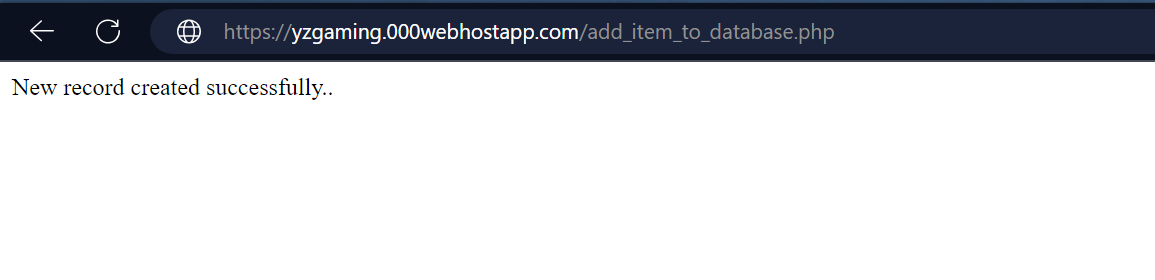 https://yzgaming.000webhostapp.com/add_item_to_database.php
New record created successfully..